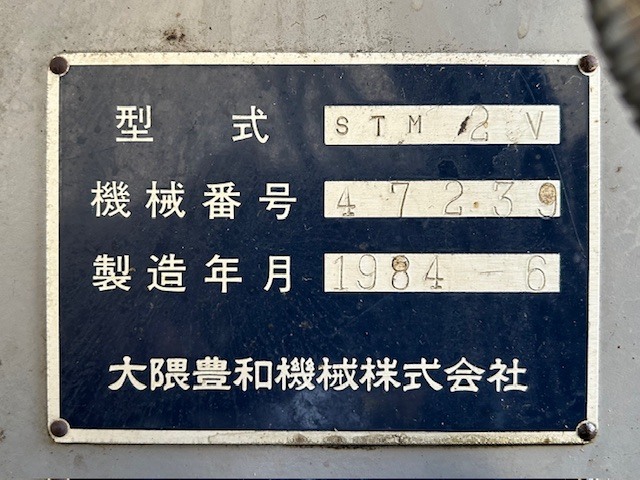 型式 STM 2V
機械番号 47239
製造年月 1984-6
大隈豊和機械株式会社